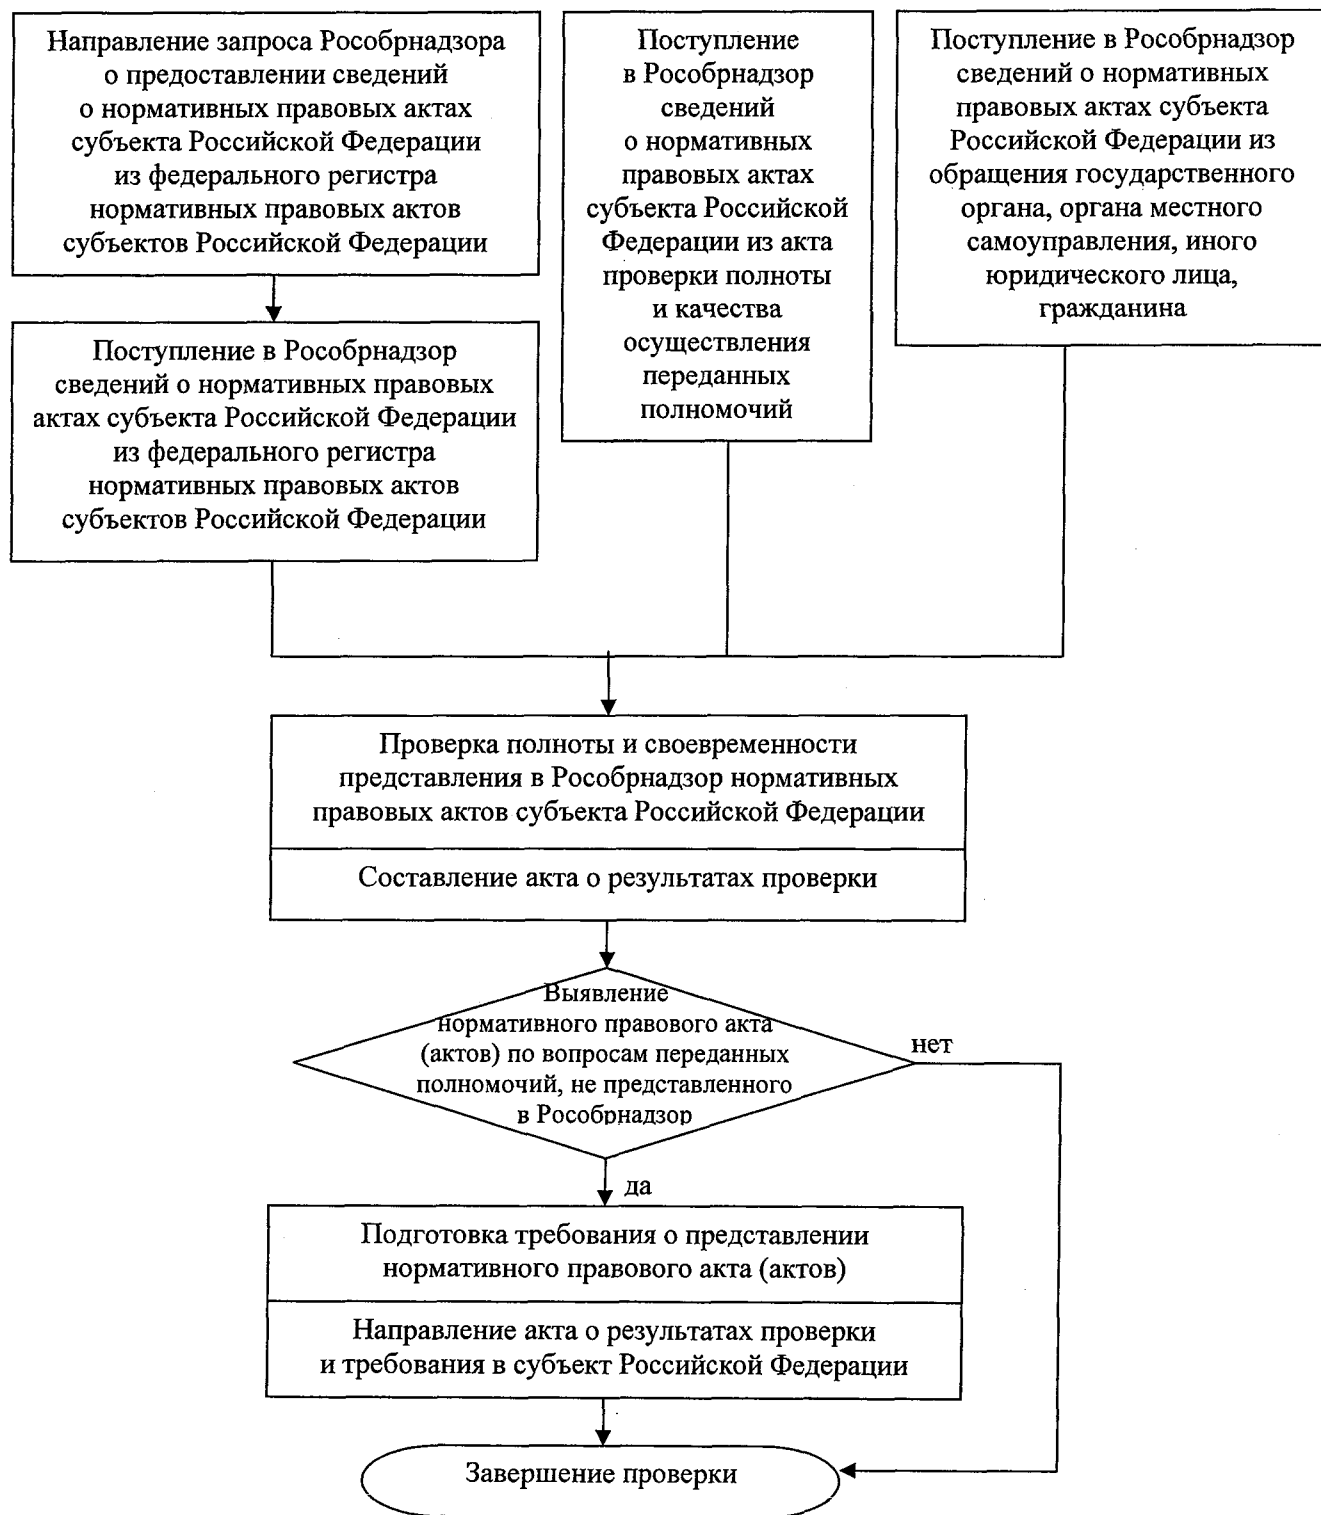 Направление запроса Рособрнадзора
о предоставлении сведений
о нормативных правовых актах
субъекта Российской Федерации
из федерального регистра
нормативных правовых актов
субъектов Российской Федерации
Поступление в Рособрнадзор
сведений о нормативных правовых
актах субъекта Российской Федерации
из федерального регистра
нормативных правовых актов
субъектов Российской Федерации
Поступление
в Рособрнадзор
сведений
о нормативных
правовых актах
субъекта Российской
Федерации из акта
проверки полноты
и качества
осуществления
переданных
полномочий
Поступление в Рособрнадзор
сведений о нормативных
правовых актах субъекта
Российской Федерации из
обращения государственного
органа, органа местного
самоуправления, иного
юридического лица,
гражданина
Проверка полноты и своевременности
представления в Рособрнадзор нормативных
правовых актов субъекта Российской Федерации
Составление акта о результатах проверки
Выявление
нормативного правового акта
(актов) по вопросам переданных
полномочий, не представленного
в Рособрнадзор
нет
да
Подготовка требования о представлении
нормативного правового акта (актов)
Направление акта о результатах проверки
и требования в субъект Российской Федерации
Завершение проверки